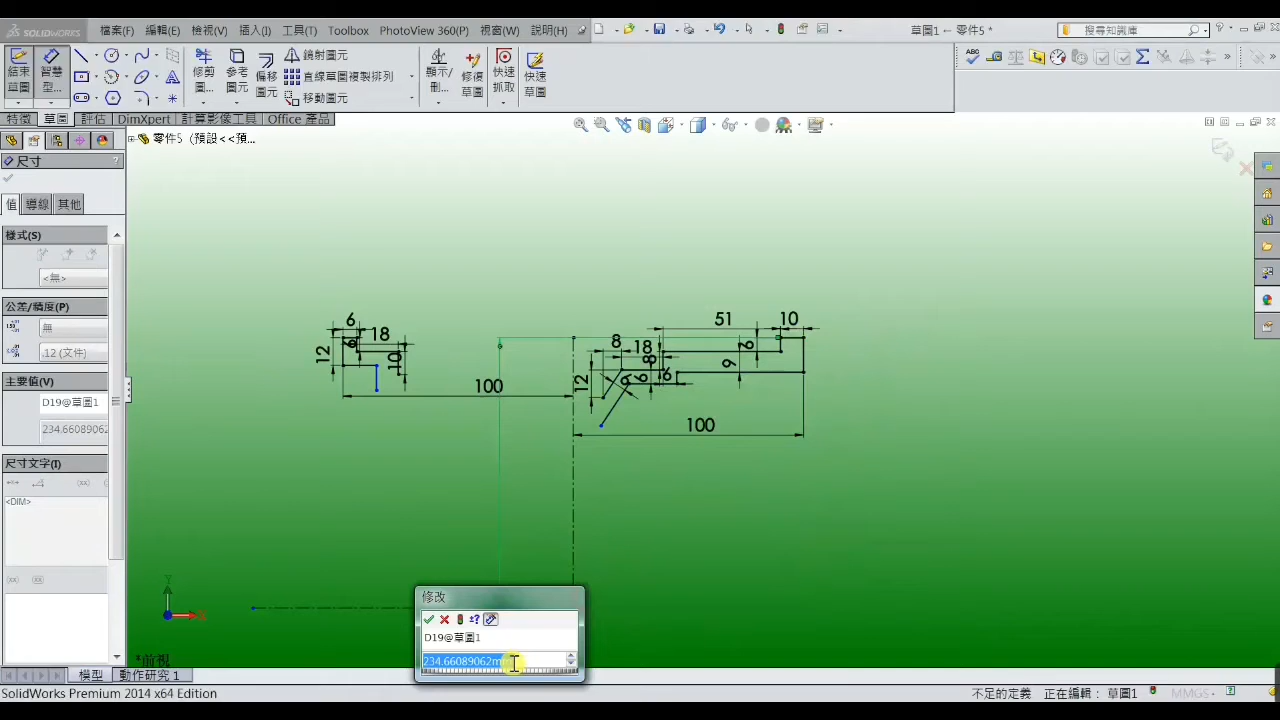 SOLIDWORKS 檔案(F) 編輯(E) 檢視(V) 插入(I) 工具(T) Toolbox PhotoView 360(P) 視窗(W) 說明(H) 草圖1 ← 零件5 * 搜尋知識庫
結束草圖 智慧型... 修剪圖... 參考圖元 偏移圖元 鏡射圖元 直線草圖複製排列 移動圖元 顯示/刪... 修復草圖 快速抓取 快速草圖
特徵 草圖 評估 DimXpert 計算影像工具 Office 產品
零件5 (預設<<預...
尺寸 ?
值 導線 其他
樣式(S)
<無>
公差/精度(P)
無
.12 (文件)
主要值(V)
D19@草圖1
234.66089062
尺寸文字(I)
<DIM>
6 18 12 6 10 100
51 10 8 18 8 6 9 12 6 6 6 100
修改
D19@草圖1
234.66089062mm
Y
X
*前視
模型 動作研究 1
SolidWorks Premium 2014 x64 Edition 不足的定義 正在編輯： 草圖1 MMGS